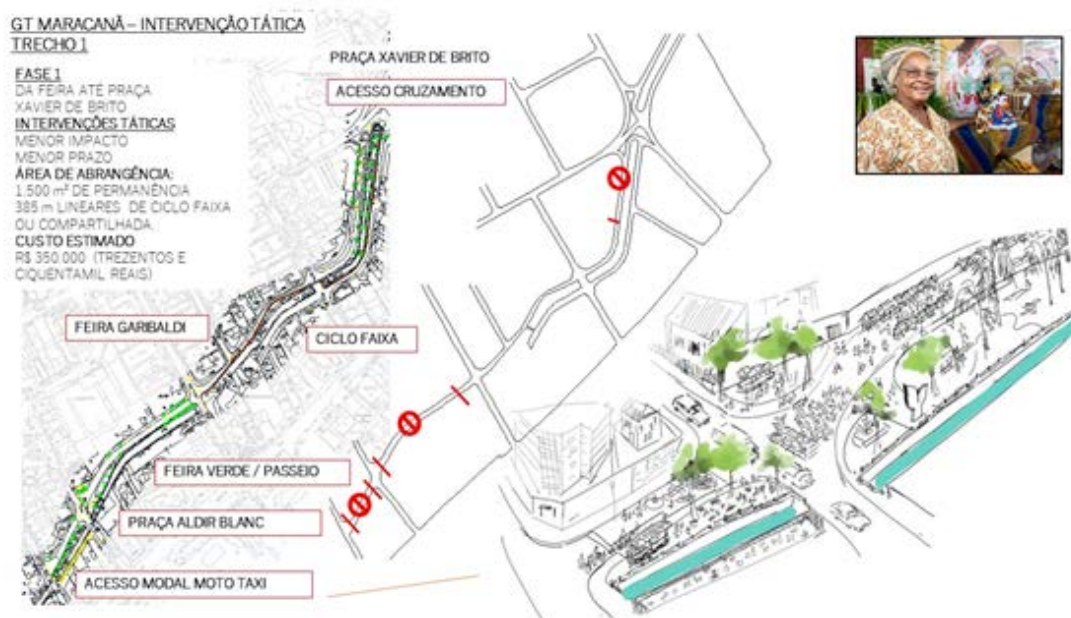 GT MARACANÃ – INTERVENÇÃO TÁTICA
TRECHO 1
FASE 1
DA FEIRA ATÉ PRAÇA
XAVIER DE BRITO
INTERVENÇÕES TÁTICAS
MENOR IMPACTO
MENOR PRAZO
ÁREA DE ABRANGÊNCIA:
1.500 m² DE PERMANÊNCIA
385 m LINEARES DE CICLO FAIXA
OU COMPARTILHADA.
CUSTO ESTIMADO
R$ 350.000 (TREZENTOS E
CIQUENTAMIL REAIS)
PRAÇA XAVIER DE BRITO
ACESSO CRUZAMENTO
FEIRA GARIBALDI
CICLO FAIXA
FEIRA VERDE / PASSEIO
PRAÇA ALDIR BLANC
ACESSO MODAL MOTO TAXI